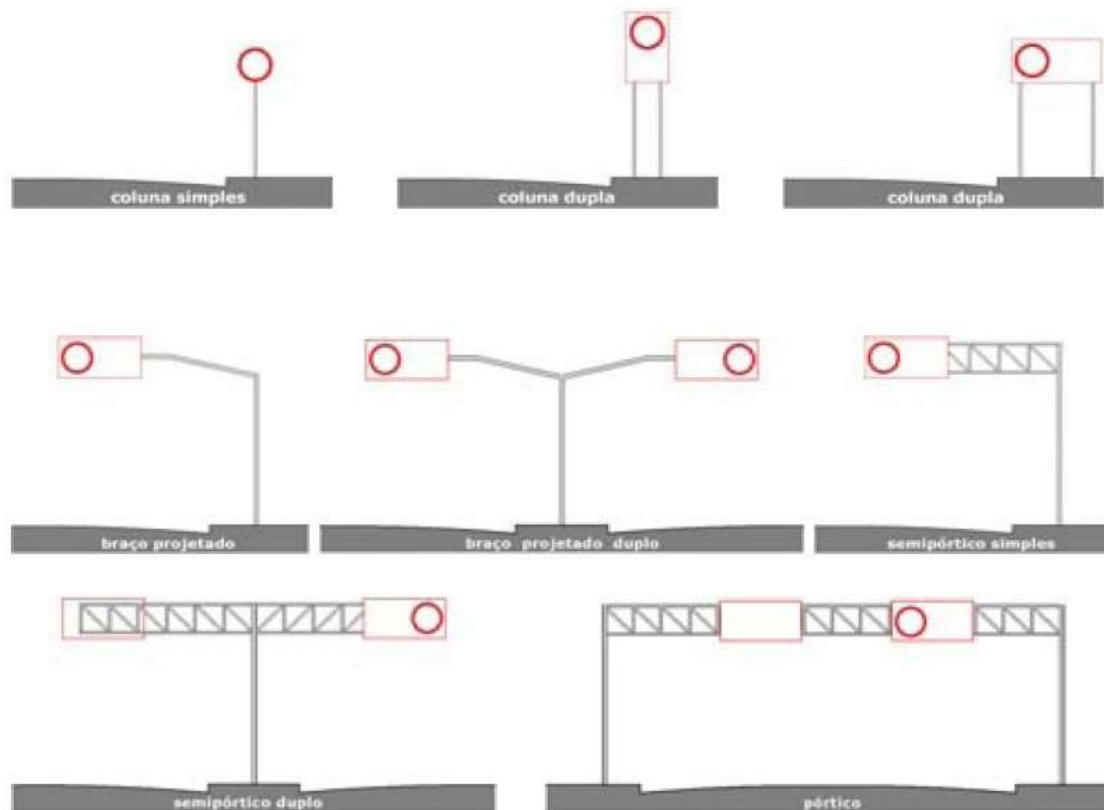 coluna simples
coluna dupla
coluna dupla
braço projetado
braço projetado duplo
semipórtico simples
semipórtico duplo
pórtico